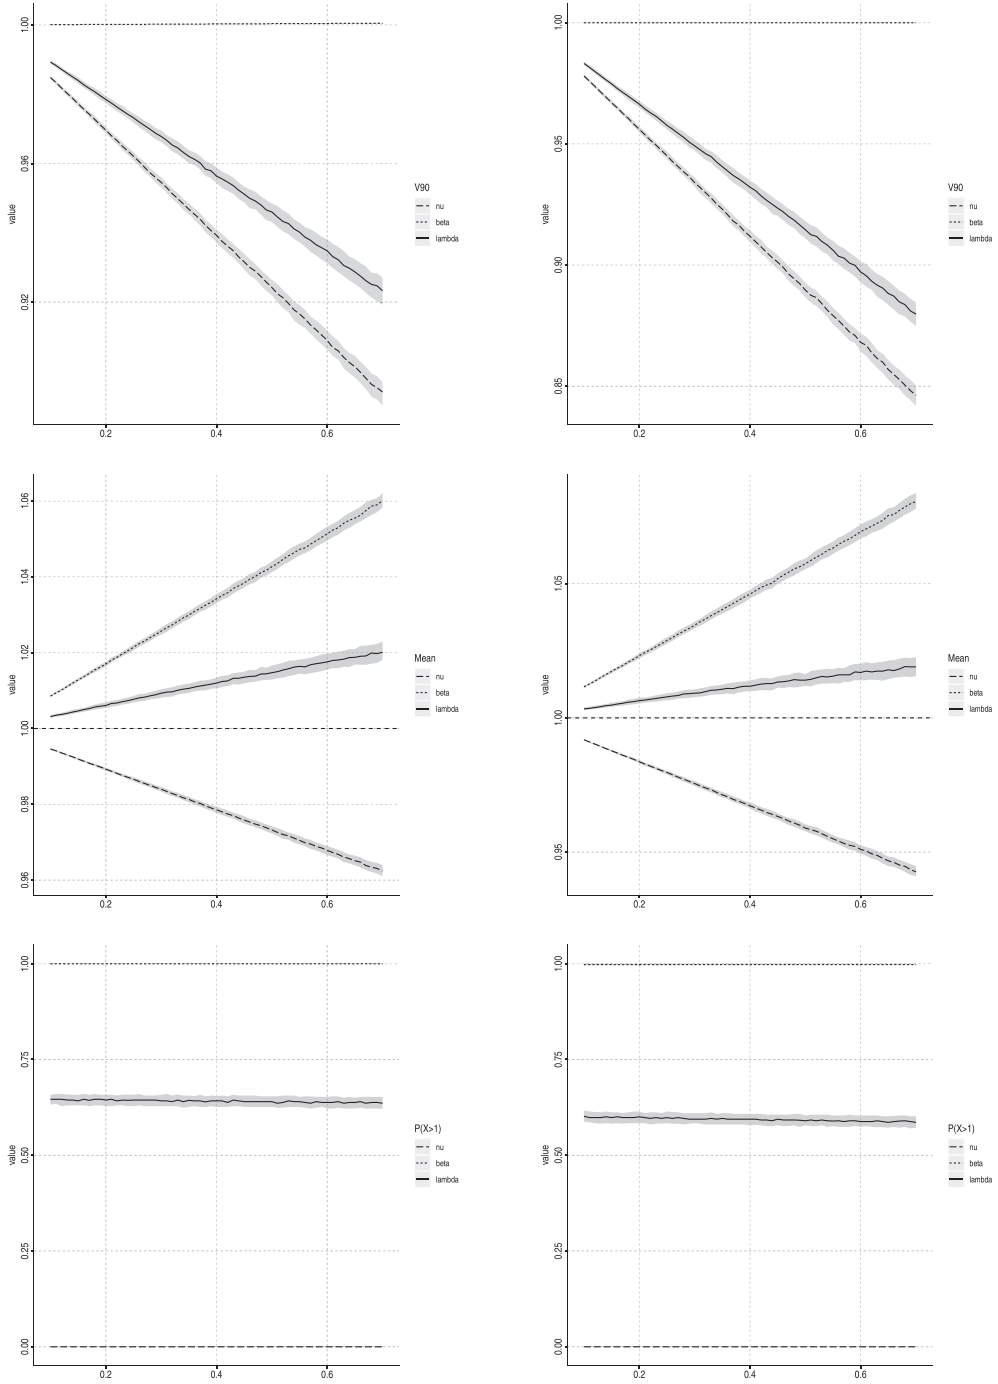 1.00
0.96
0.92
value
0.2
0.4
0.6
V90
nu
beta
lambda
1.00
0.95
0.90
0.85
value
0.2
0.4
0.6
V90
nu
beta
lambda
1.06
1.04
1.02
1.00
0.98
0.96
value
0.2
0.4
0.6
Mean
nu
beta
lambda
1.05
1.00
0.95
value
0.2
0.4
0.6
Mean
nu
beta
lambda
1.00
0.75
0.50
0.25
0.00
value
0.2
0.4
0.6
P(X>1)
nu
beta
lambda
1.00
0.75
0.50
0.25
0.00
value
0.2
0.4
0.6
P(X>1)
nu
beta
lambda